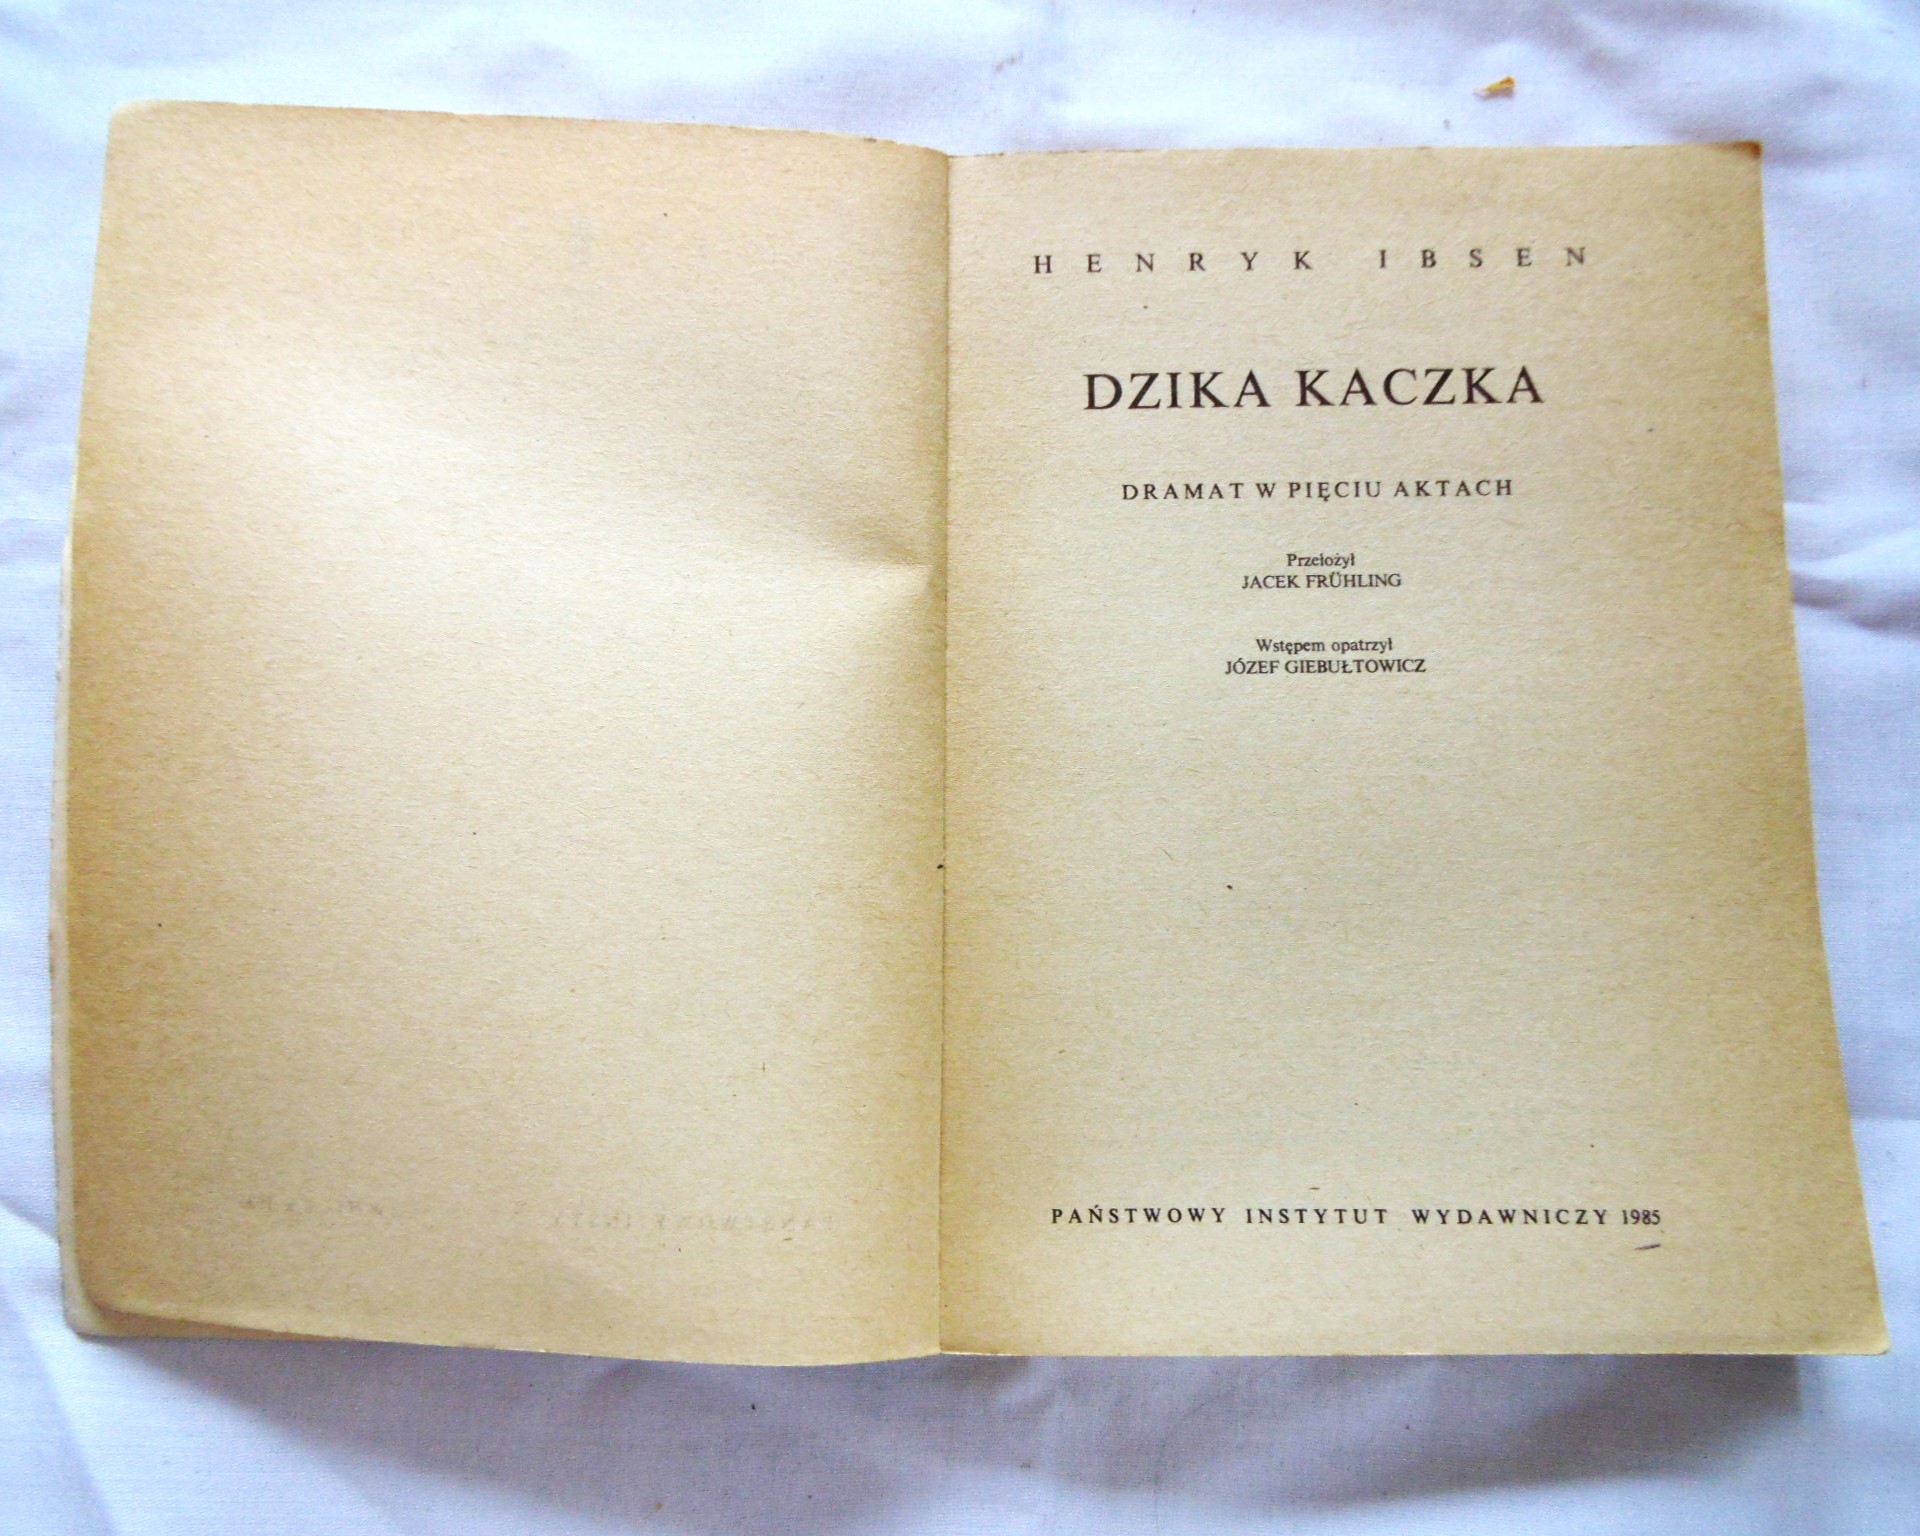 HENRYK IBSEN
DZIKA KACZKA
DRAMAT W PIĘCIU AKTACH
Przełożył
JACEK FRÜHLING
Wstępem opatrzył
JÓZEF GIEBUŁTOWICZ
PAŃSTWOWY INSTYTUT WYDAWNICZY 1985